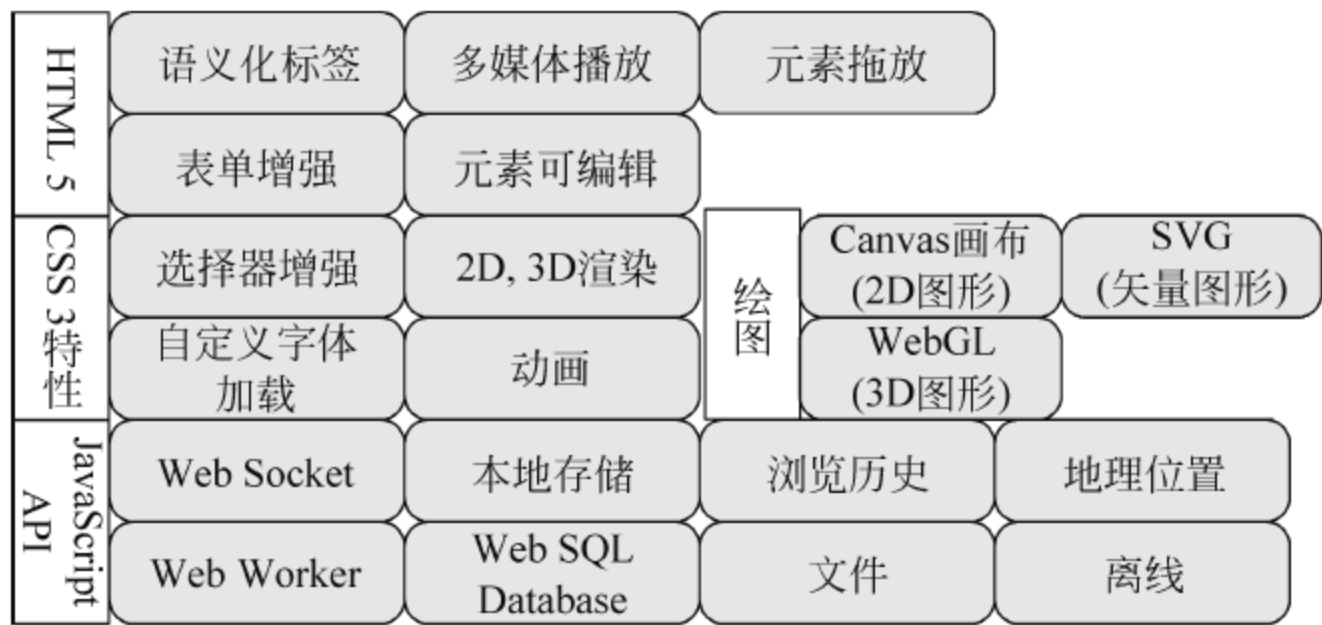 HTML 5
语义化标签
多媒体播放
元素拖放
表单增强
元素可编辑
CSS 3特性
选择器增强
2D, 3D渲染
自定义字体
加载
动画
绘图
Canvas画布
(2D图形)
SVG
(矢量图形)
WebGL
(3D图形)
JavaScript
API
Web Socket
本地存储
浏览历史
地理位置
Web Worker
Web SQL
Database
文件
离线